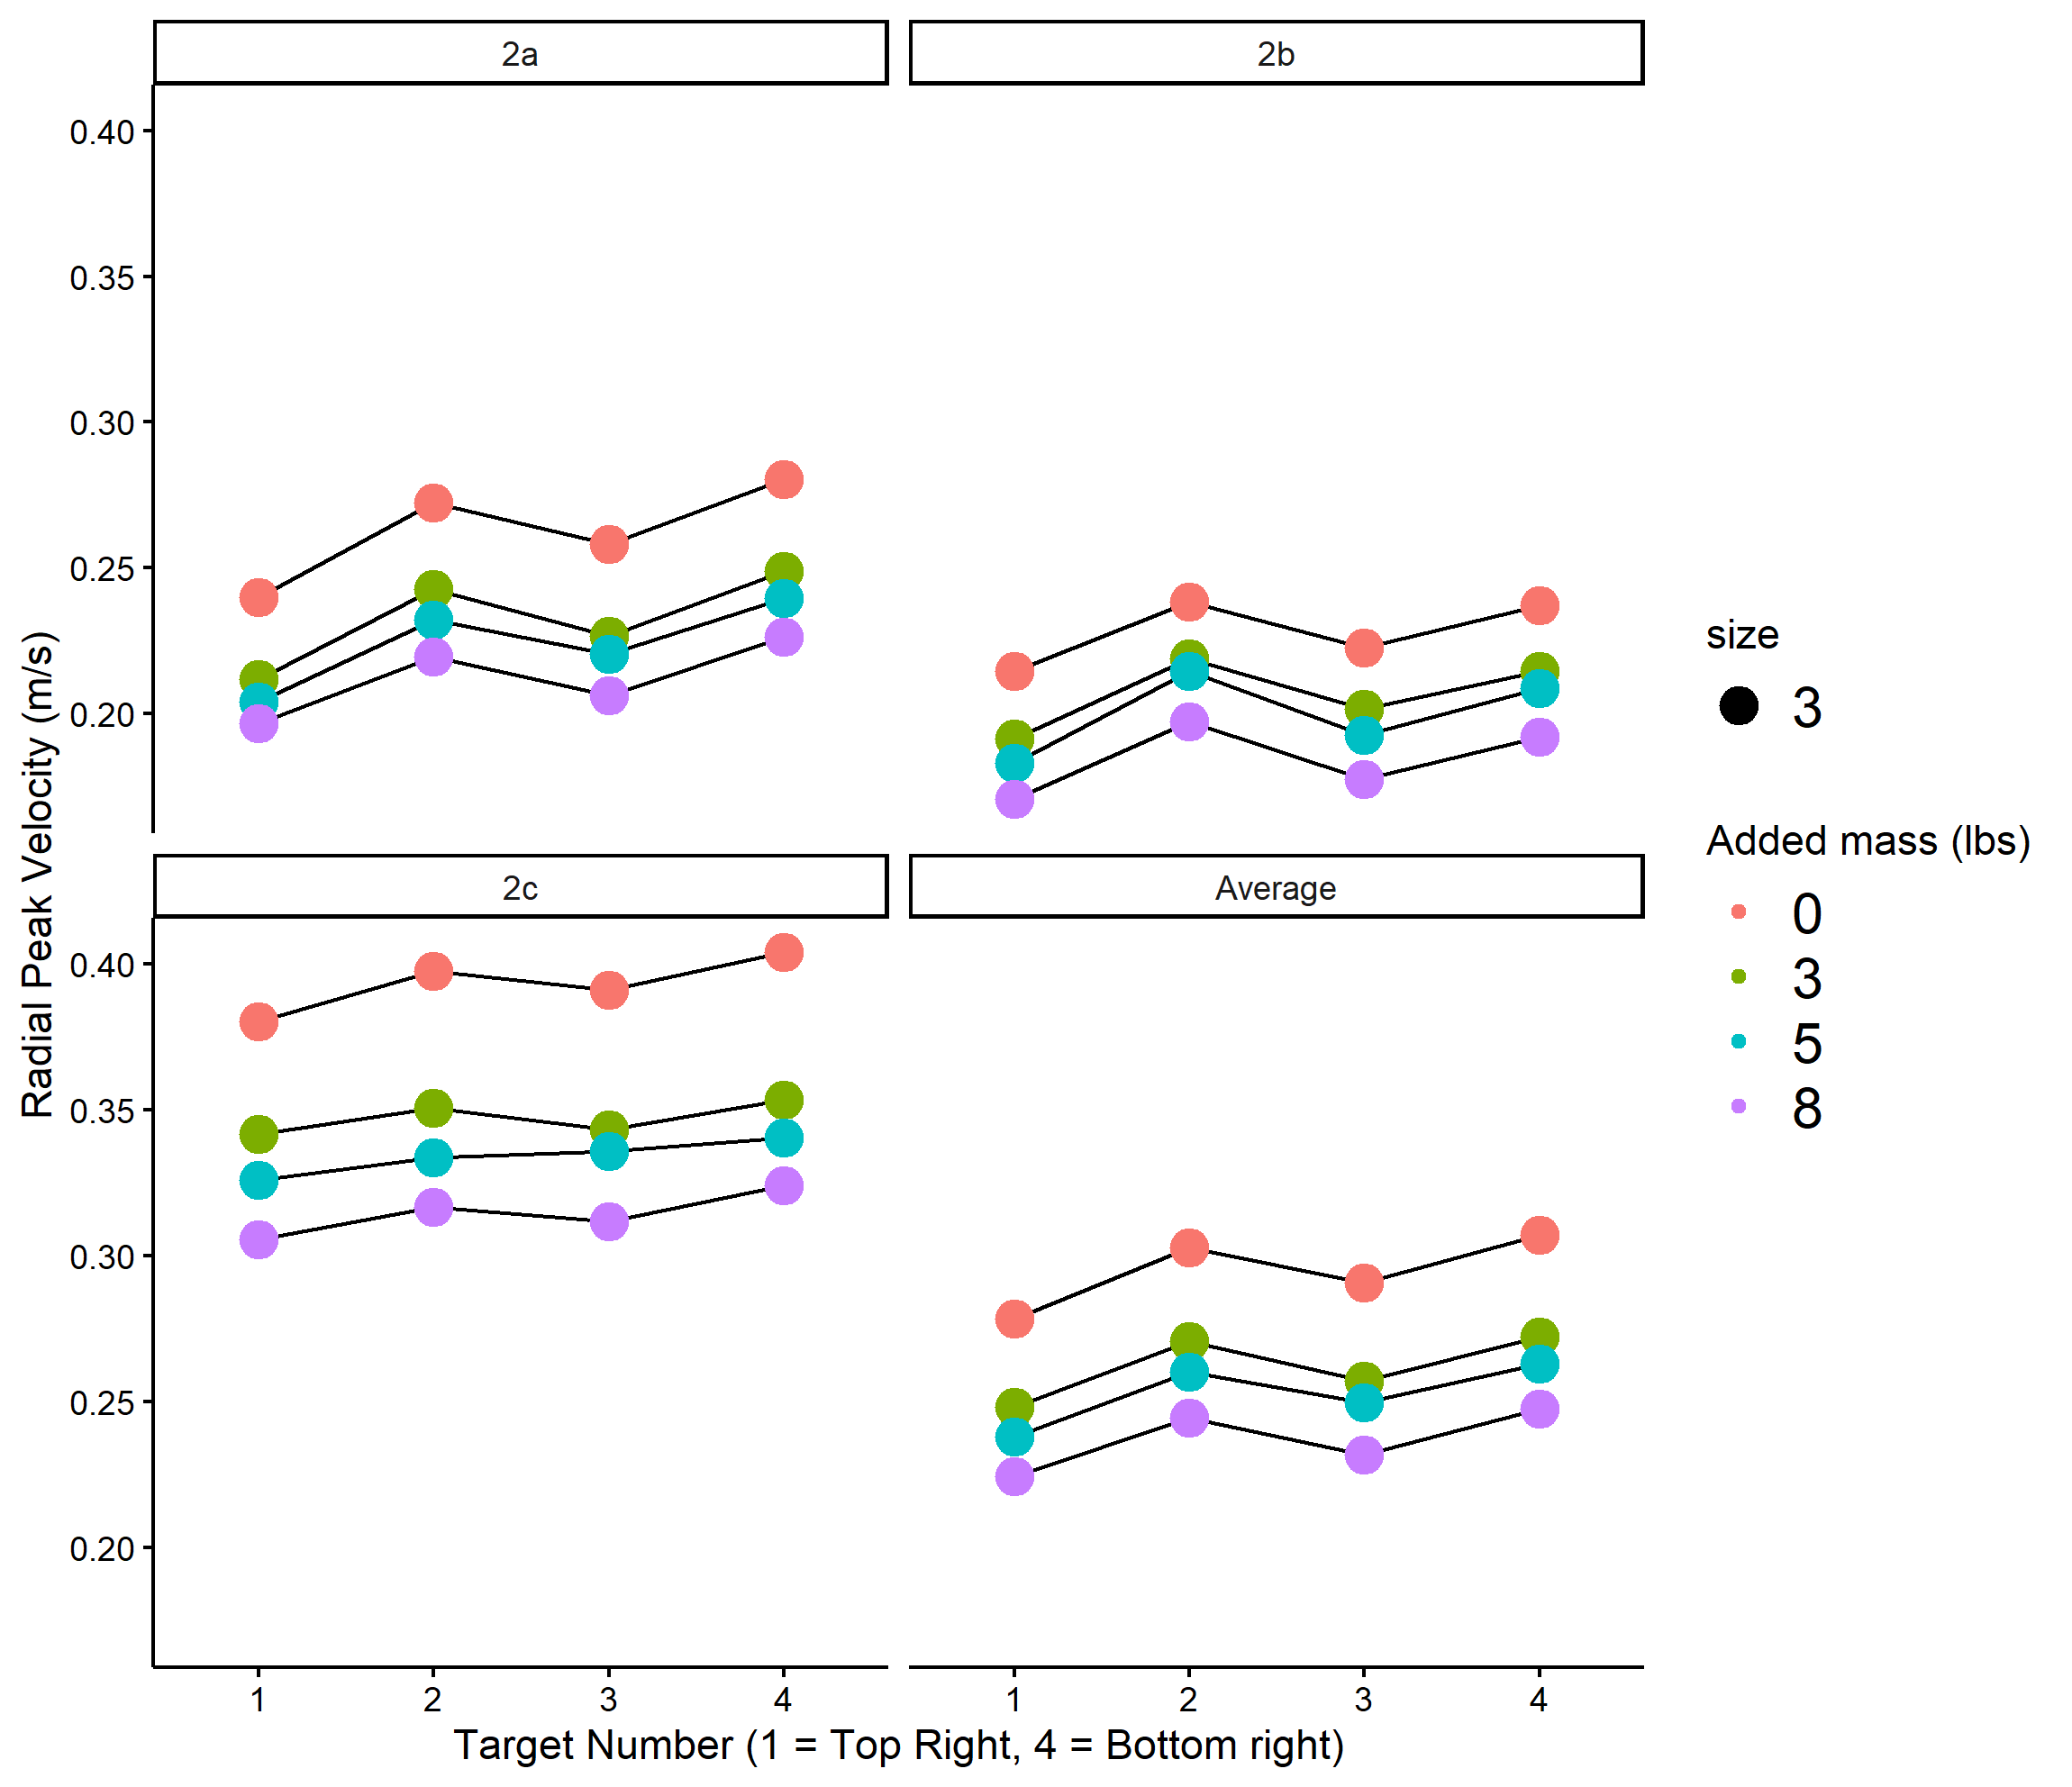 2a
2b
0.40
0.35
0.30
0.25
0.20
2c
Average
0.40
0.35
0.30
0.25
0.20
1 2 3 4
1 2 3 4
Target Number (1 = Top Right, 4 = Bottom right)
Radial Peak Velocity (m/s)
size
3
Added mass (lbs)
0
3
5
8